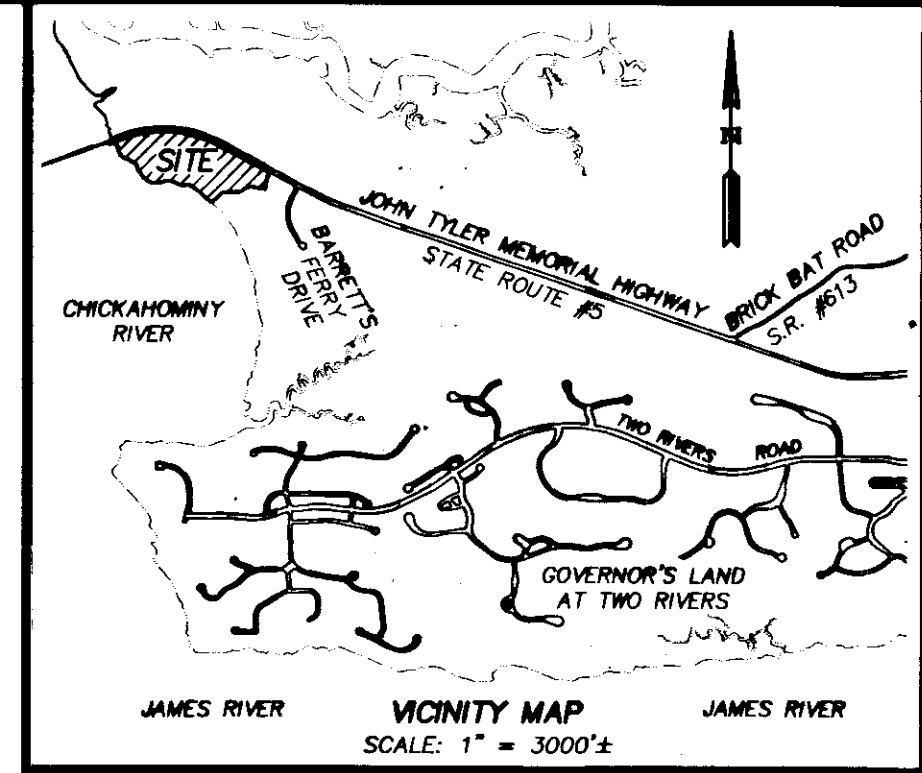 N
SITE
JOHN TYLER MEMORIAL HIGHWAY
STATE ROUTE #5
BRICK BAT ROAD
S.R. #613
BARRETT'S
FERRY
DRIVE
CHICKAHOMINY
RIVER
TWO RIVERS ROAD
GOVERNOR'S LAND
AT TWO RIVERS
JAMES RIVER
VICINITY MAP
JAMES RIVER
SCALE: 1" = 3000'±